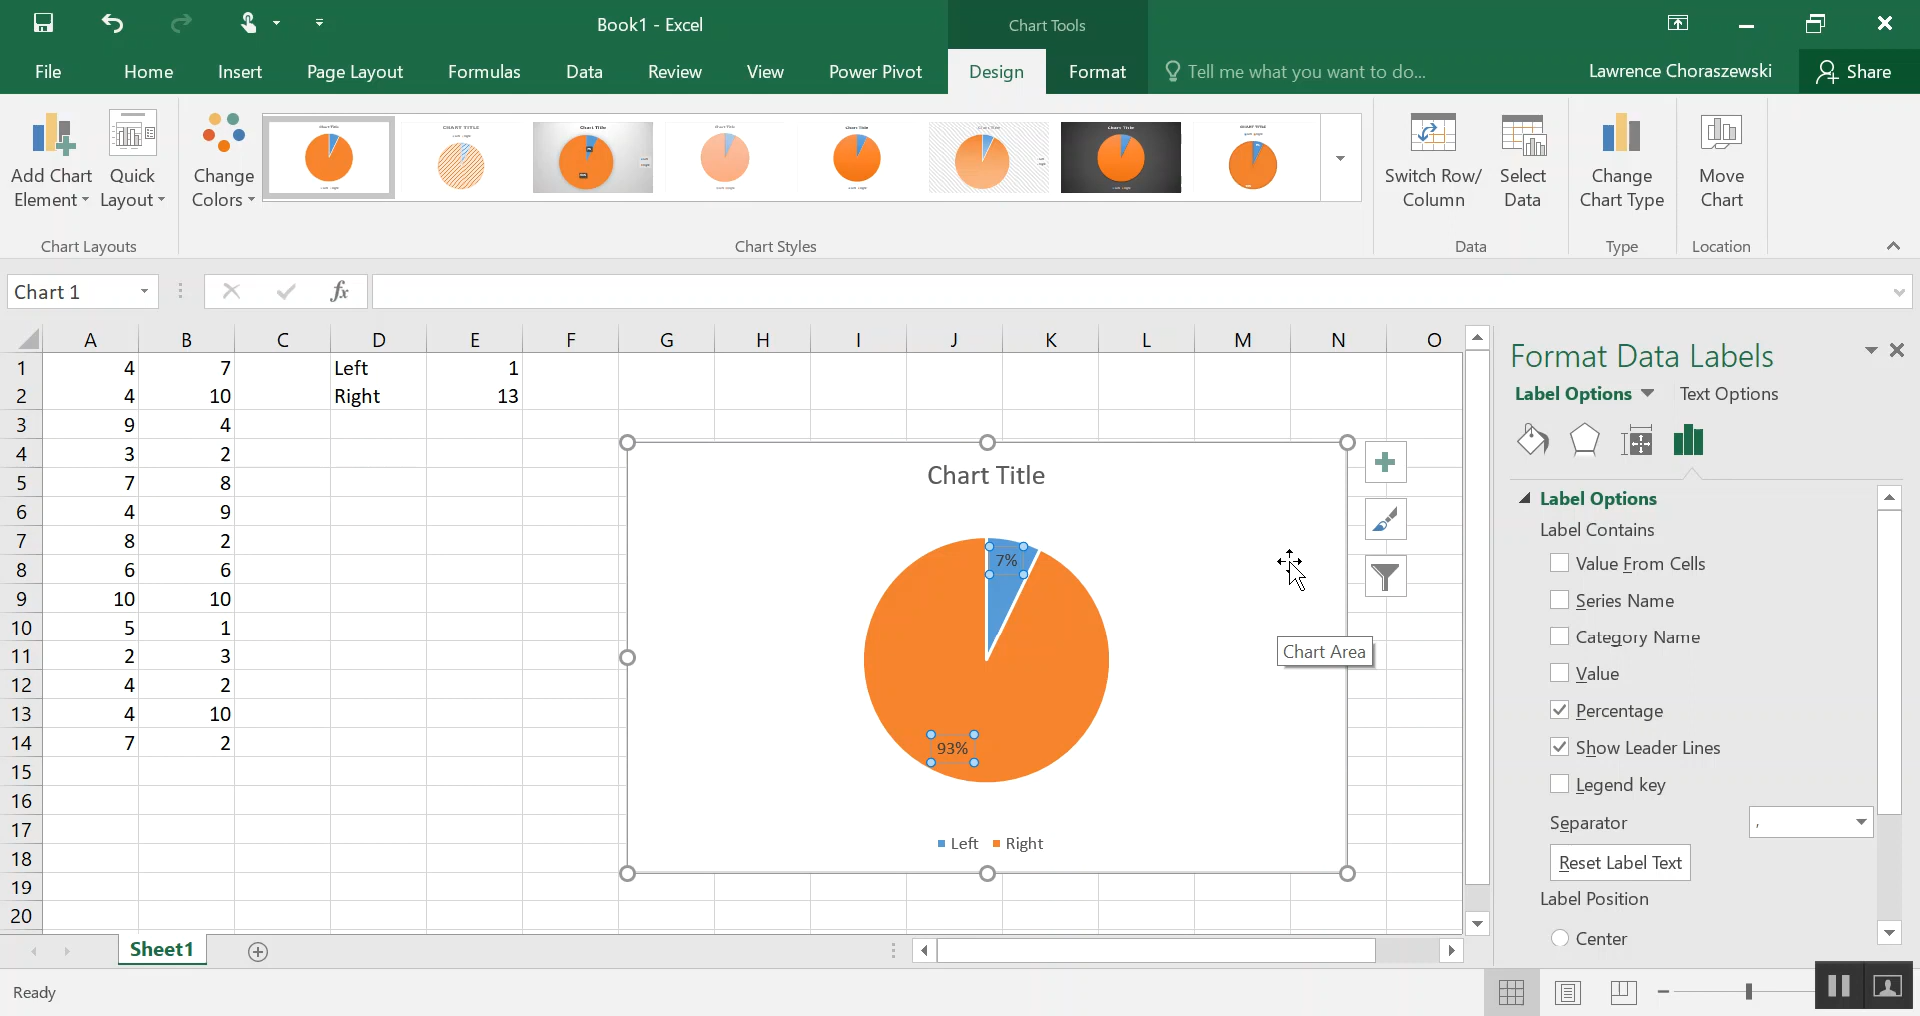 Book1 - Excel
Chart Tools
File Home Insert Page Layout Formulas Data Review View Power Pivot Design Format Tell me what you want to do... Lawrence Choraszewski Share
Add Chart Element
Quick Layout
Change Colors
Switch Row/ Column
Select Data
Change Chart Type
Move Chart
Chart Layouts Chart Styles Data Type Location
Chart 1 fx
A B C D E F G H I J K L M N O
1 4 7 Left 1
2 4 10 Right 13
3 9 4
4 3 2
5 7 8
6 4 9
7 8 2
8 6 6
9 10 10
10 5 1
11 2 3
12 4 2
13 4 10
14 7 2
15
16
17
18
19
20
Chart Title
7%
93%
Left Right
Chart Area
Format Data Labels
Label Options Text Options
Label Options
Label Contains
Value From Cells
Series Name
Category Name
Value
Percentage
Show Leader Lines
Legend key
Separator ,
Reset Label Text
Label Position
Center
Sheet1
Ready